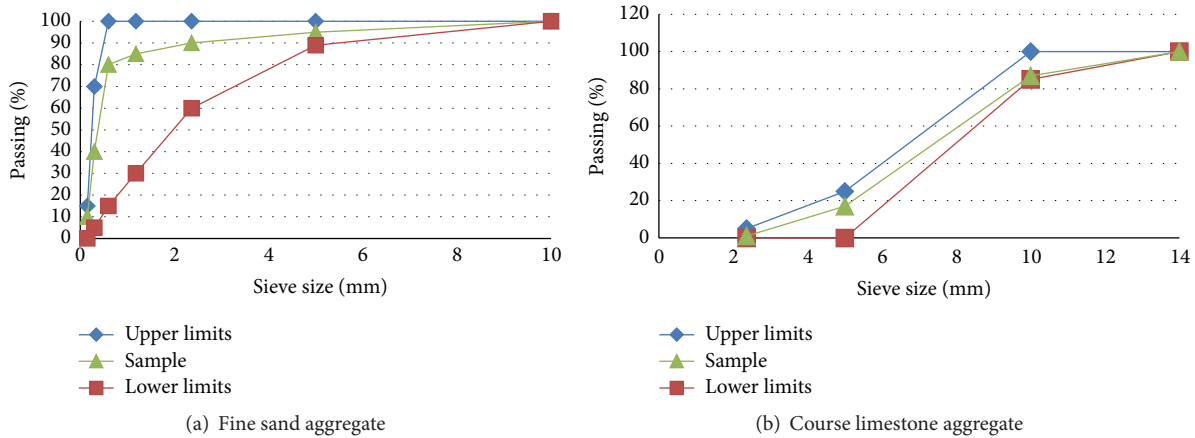 100
90
80
70
60
50
40
30
20
10
0
Passing (%)
0 2 4 6 8 10
Sieve size (mm)
Upper limits
Sample
Lower limits
(a) Fine sand aggregate
120
100
80
60
40
20
0
Passing (%)
0 2 4 6 8 10 12 14
Sieve size (mm)
Upper limits
Sample
Lower limits
(b) Course limestone aggregate